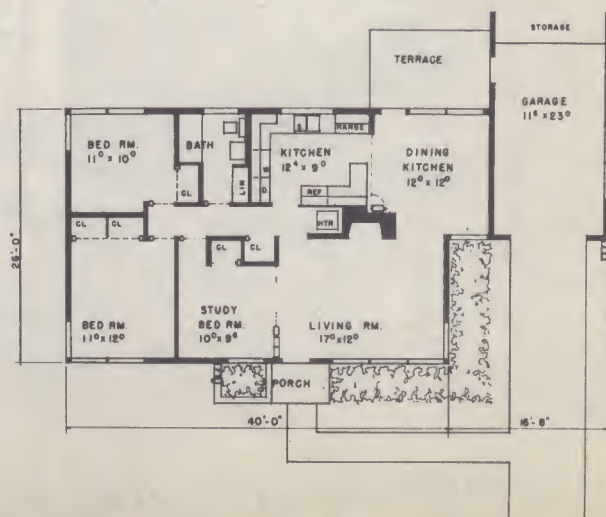 STORAGE
TERRACE
GARAGE
11⁶ x 23⁰
BED RM.
11⁰ x 10⁰
BATH
S
RANGE
KITCHEN
12⁴ x 9⁰
DINING
KITCHEN
12⁰ x 12⁰
W
D
LIN
CL
REF
HTR
CL
CL
CL
CL
26'-0"
BED RM.
11⁰ x 12⁰
STUDY
BED RM.
10⁰ x 9⁶
LIVING RM.
17⁰ x 12⁰
PORCH
40'-0"
16'-8"